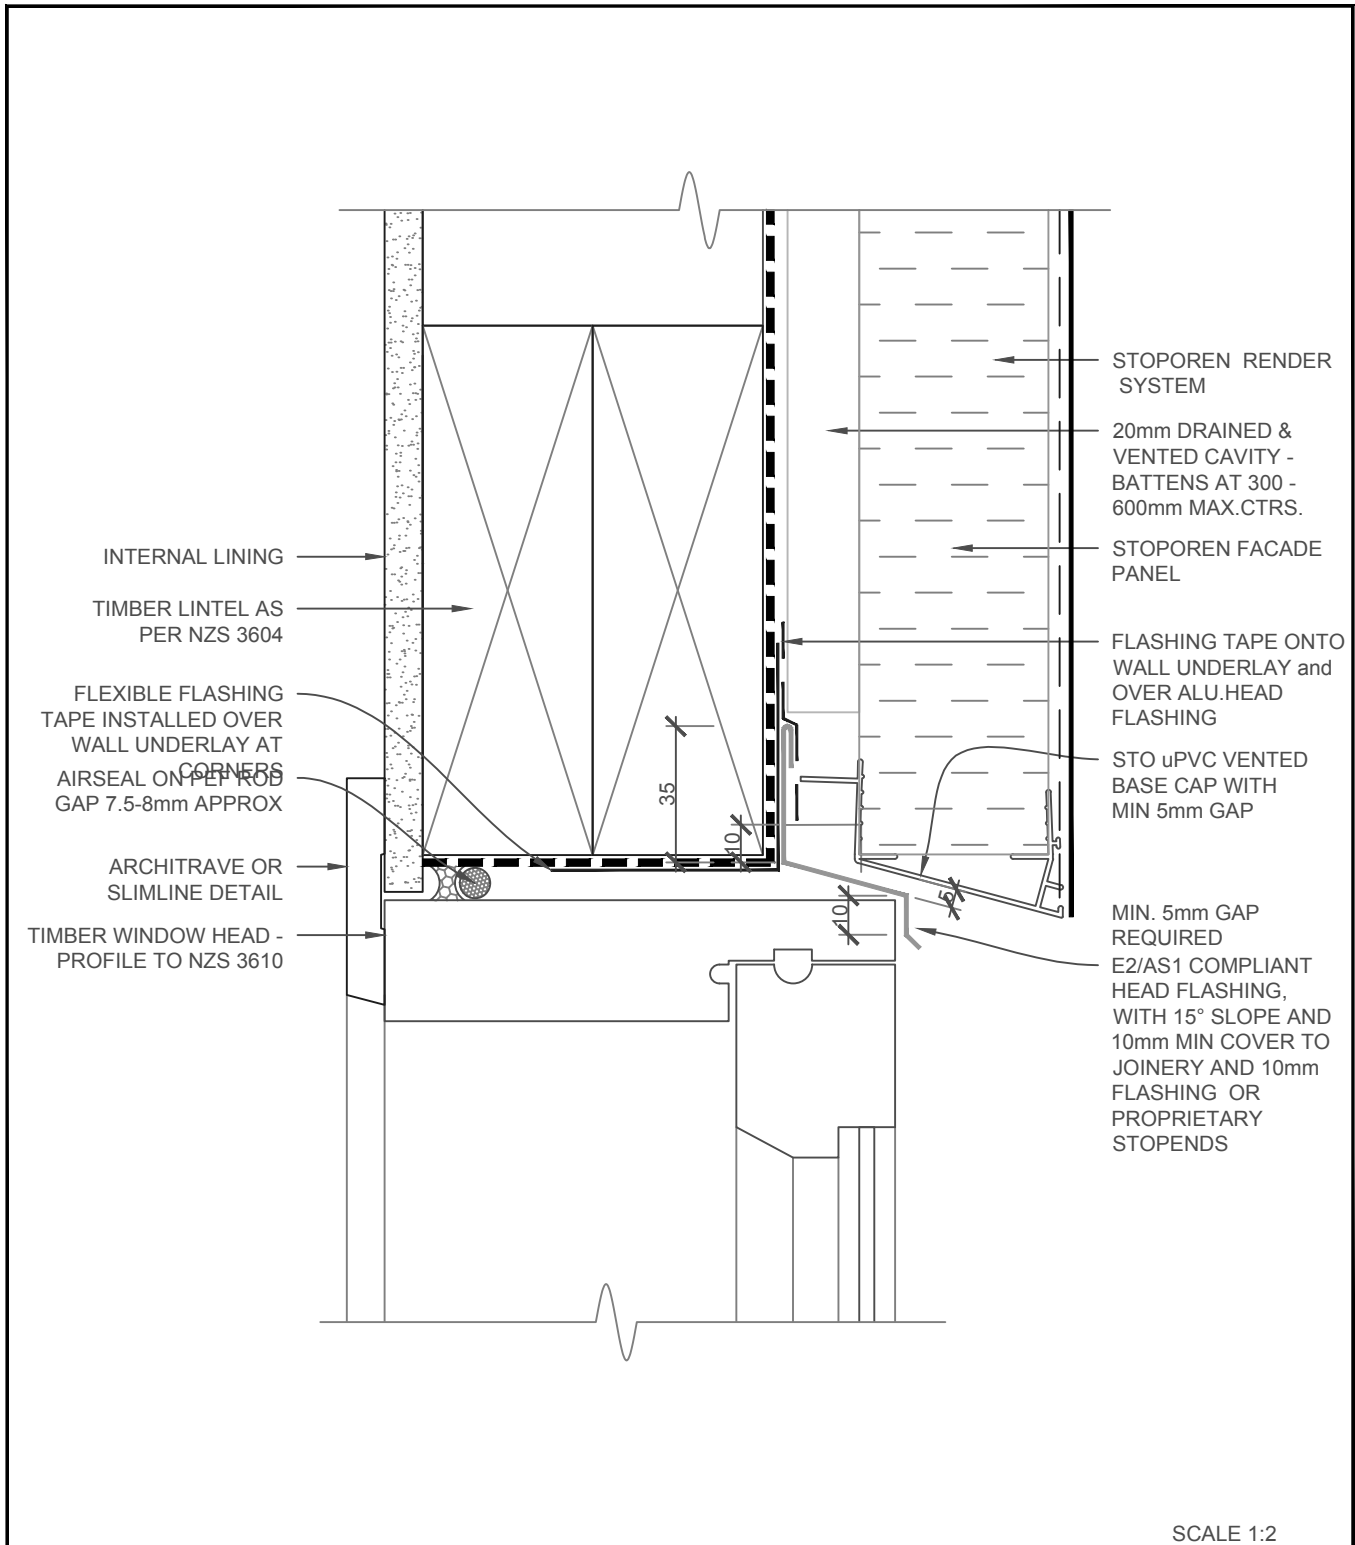 INTERNAL LINING
TIMBER LINTEL AS
PER NZS 3604
FLEXIBLE FLASHING
TAPE INSTALLED OVER
WALL UNDERLAY AT
CORNERS
AIRSEAL ON PEF ROD
GAP 7.5-8mm APPROX
ARCHITRAVE OR
SLIMLINE DETAIL
TIMBER WINDOW HEAD -
PROFILE TO NZS 3610
35
10
10
5
STOPOREN RENDER
SYSTEM
20mm DRAINED &
VENTED CAVITY -
BATTENS AT 300 -
600mm MAX.CTRS.
STOPOREN FACADE
PANEL
FLASHING TAPE ONTO
WALL UNDERLAY and
OVER ALU.HEAD
FLASHING
STO uPVC VENTED
BASE CAP WITH
MIN 5mm GAP
MIN. 5mm GAP
REQUIRED
E2/AS1 COMPLIANT
HEAD FLASHING,
WITH 15° SLOPE AND
10mm MIN COVER TO
JOINERY AND 10mm
FLASHING OR
PROPRIETARY
STOPENDS
SCALE 1:2